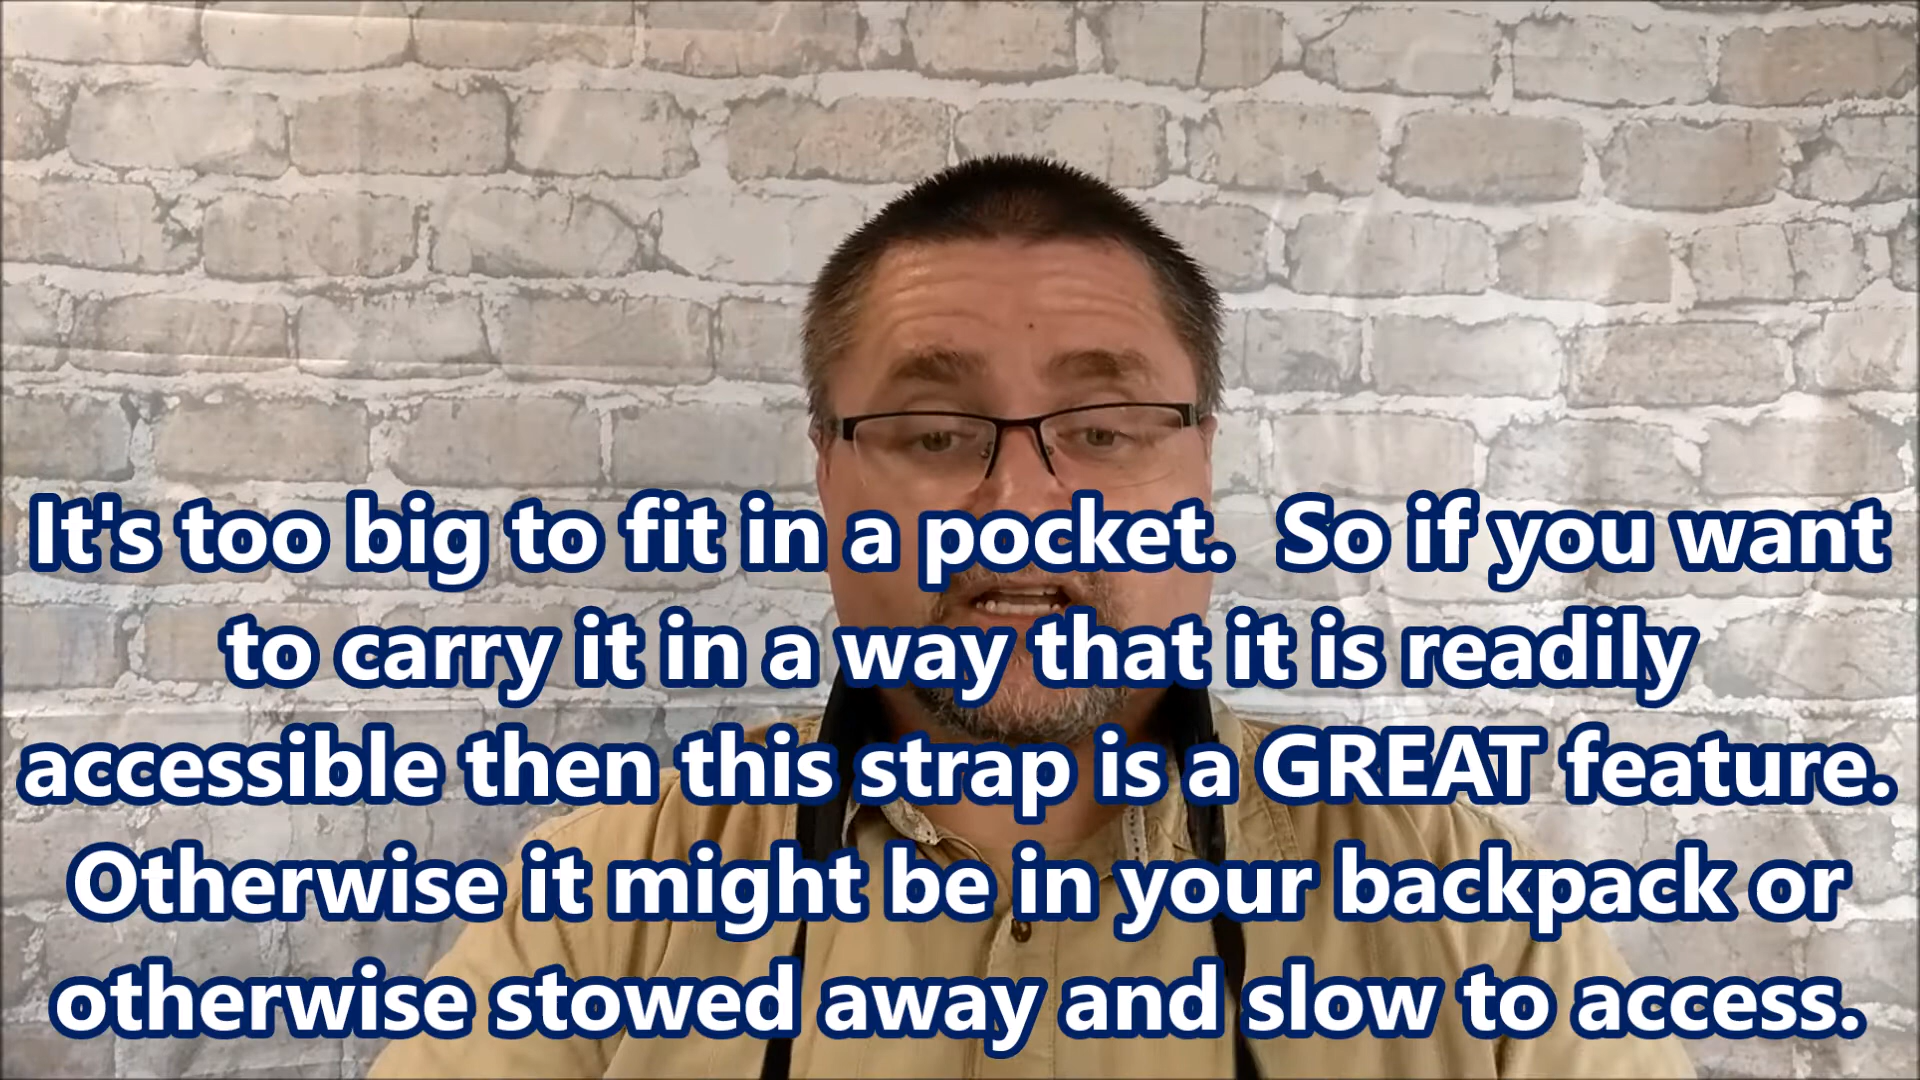 It's too big to fit in a pocket.  So if you want
to carry it in a way that it is readily
accessible then this strap is a GREAT feature.
Otherwise it might be in your backpack or
otherwise stowed away and slow to access.